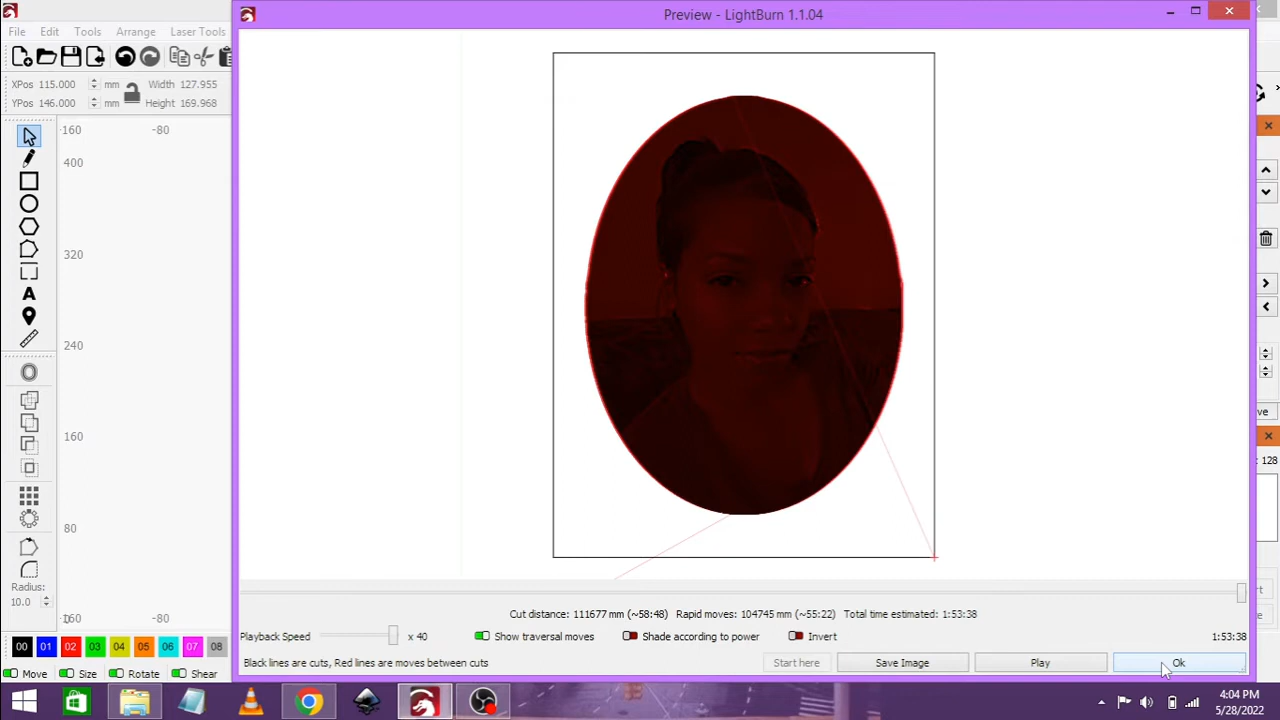 Preview - LightBurn 1.1.04
File Edit Tools Arrange Laser Tools
XPos 115.000 mm Width 127.955
YPos 146.000 mm Height 169.968
-160 -80
400
320
240
160
80
-160 -80
A
Radius:
10.0
128
Cut distance: 111677 mm (~58:48) Rapid moves: 104745 mm (~55:22) Total time estimated: 1:53:38
Playback Speed x 40 Show traversal moves Shade according to power Invert 1:53:38
00 01 02 03 04 05 06 07 08
Black lines are cuts, Red lines are moves between cuts Start here Save Image Play Ok
Move Size Rotate Shear
4:04 PM
5/28/2022